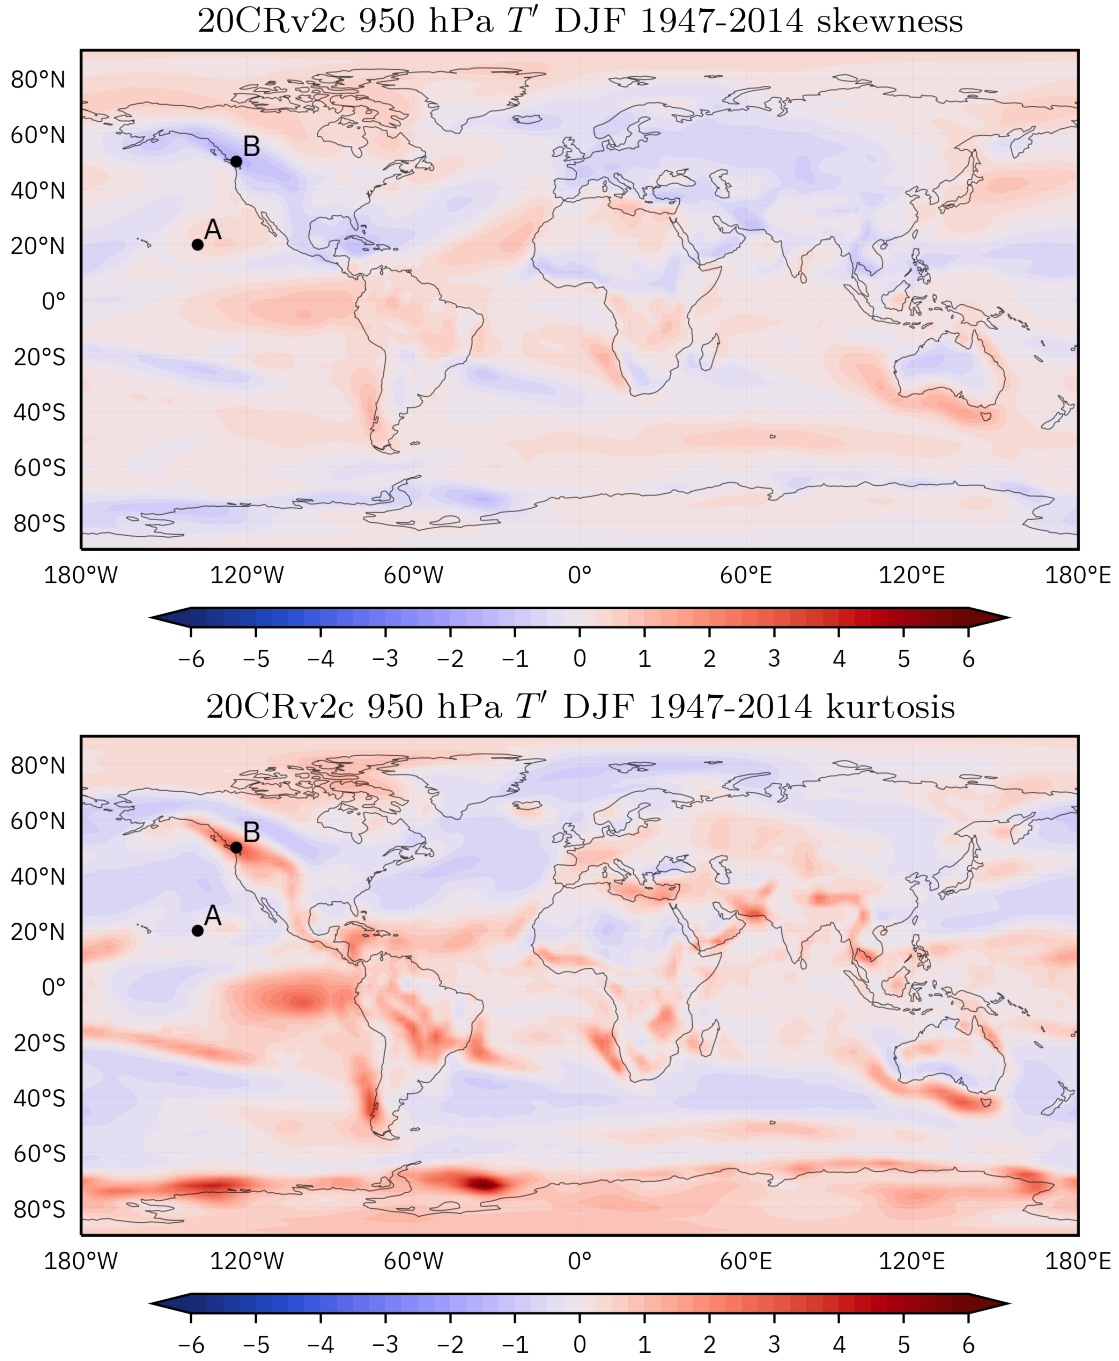 20CRv2c 950 hPa T′ DJF 1947-2014 skewness
80°N
60°N
40°N
20°N
0°
20°S
40°S
60°S
80°S
B
A
180°W 120°W 60°W 0° 60°E 120°E 180°E
−6 −5 −4 −3 −2 −1 0 1 2 3 4 5 6
20CRv2c 950 hPa T′ DJF 1947-2014 kurtosis
80°N
60°N
40°N
20°N
0°
20°S
40°S
60°S
80°S
B
A
180°W 120°W 60°W 0° 60°E 120°E 180°E
−6 −5 −4 −3 −2 −1 0 1 2 3 4 5 6